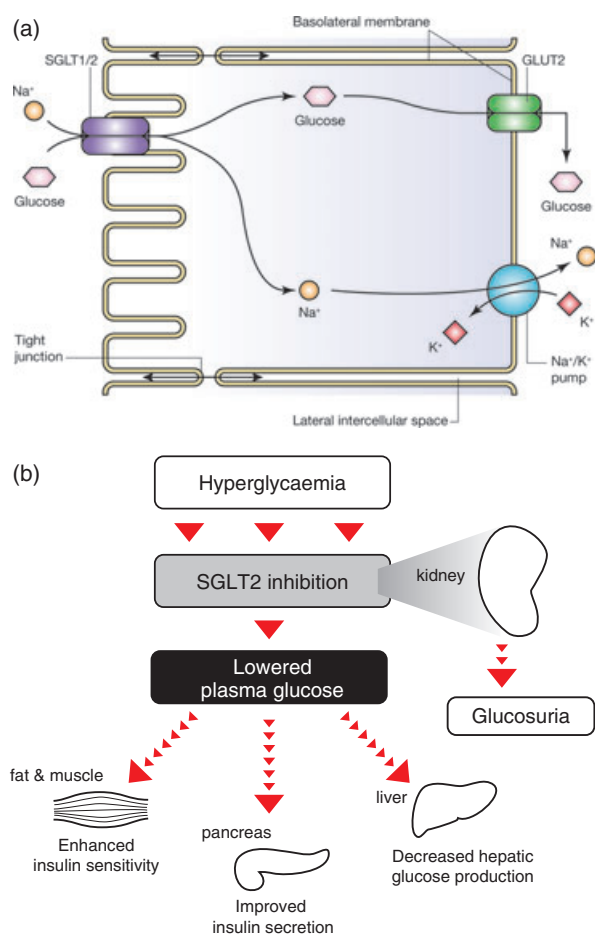 (a)
Basolateral membrane
SGLT1/2
GLUT2
Na⁺
Glucose
Glucose
Glucose
Na⁺
Na⁺
K⁺
K⁺
Tight
junction
Na⁺/K⁺
pump
Lateral intercellular space
(b)
Hyperglycaemia
SGLT2 inhibition
kidney
Lowered
plasma glucose
Glucosuria
fat & muscle
Enhanced
insulin sensitivity
pancreas
Improved
insulin secretion
liver
Decreased hepatic
glucose production